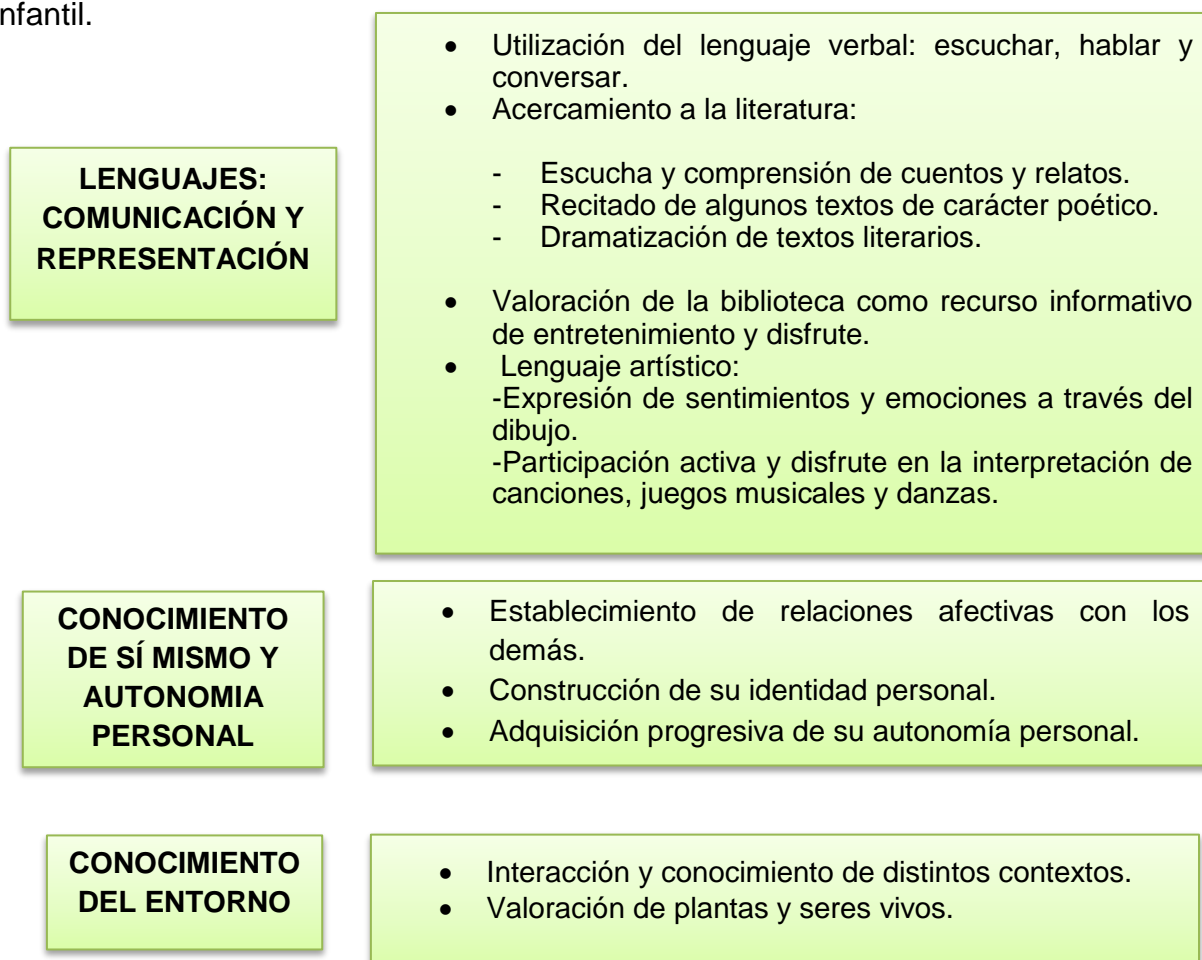 nfantil.
LENGUAJES:
COMUNICACIÓN Y
REPRESENTACIÓN
• Utilización del lenguaje verbal: escuchar, hablar y
conversar.
• Acercamiento a la literatura:
- Escucha y comprensión de cuentos y relatos.
- Recitado de algunos textos de carácter poético.
- Dramatización de textos literarios.
• Valoración de la biblioteca como recurso informativo
de entretenimiento y disfrute.
• Lenguaje artístico:
-Expresión de sentimientos y emociones a través del
dibujo.
-Participación activa y disfrute en la interpretación de
canciones, juegos musicales y danzas.
CONOCIMIENTO
DE SÍ MISMO Y
AUTONOMIA
PERSONAL
• Establecimiento de relaciones afectivas con los
demás.
• Construcción de su identidad personal.
• Adquisición progresiva de su autonomía personal.
CONOCIMIENTO
DEL ENTORNO
• Interacción y conocimiento de distintos contextos.
• Valoración de plantas y seres vivos.